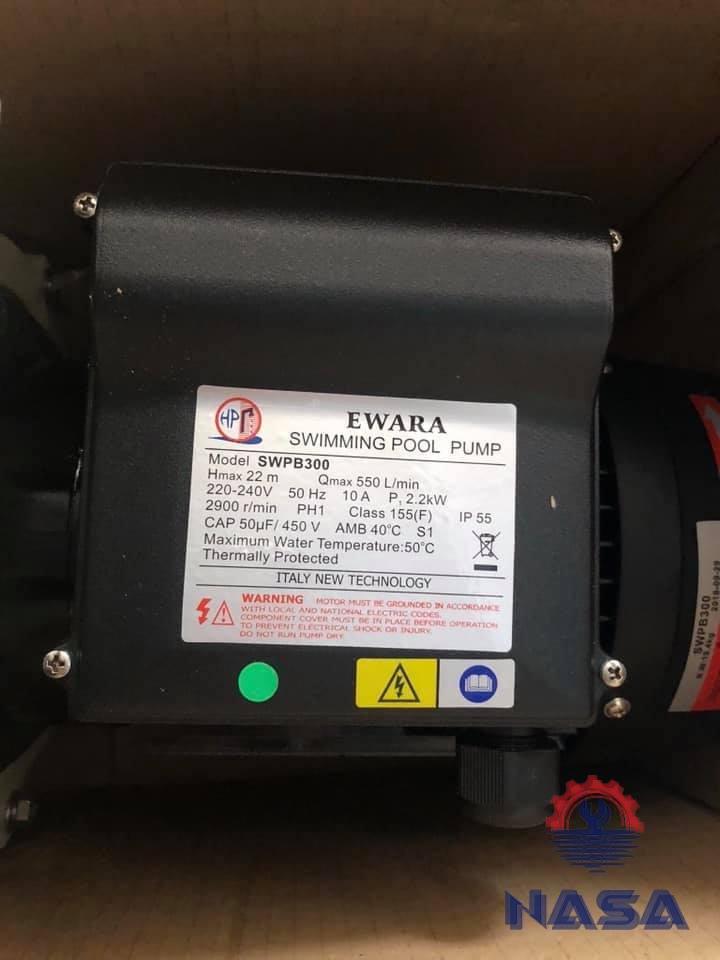 HP
EWARA
SWIMMING POOL PUMP
Model SWPB300
Hmax 22 m Qmax 550 L/min
220-240V 50 Hz 10 A P₂ 2.2kW
2900 r/min PH1 Class 155(F) IP 55
CAP 50µF/ 450 V AMB 40℃ S1
Maximum Water Temperature:50℃
Thermally Protected
ITALY NEW TECHNOLOGY
WARNING MOTOR MUST BE GROUNDED IN ACCORDANCE
WITH LOCAL AND NATIONAL ELECTRIC CODES.
COMPONENT COVER MUST BE IN PLACE BEFORE OPERATION
TO PREVENT ELECTRICAL SHOCK OR INJURY.
DO NOT RUN PUMP DRY.
SWPB300
NASA